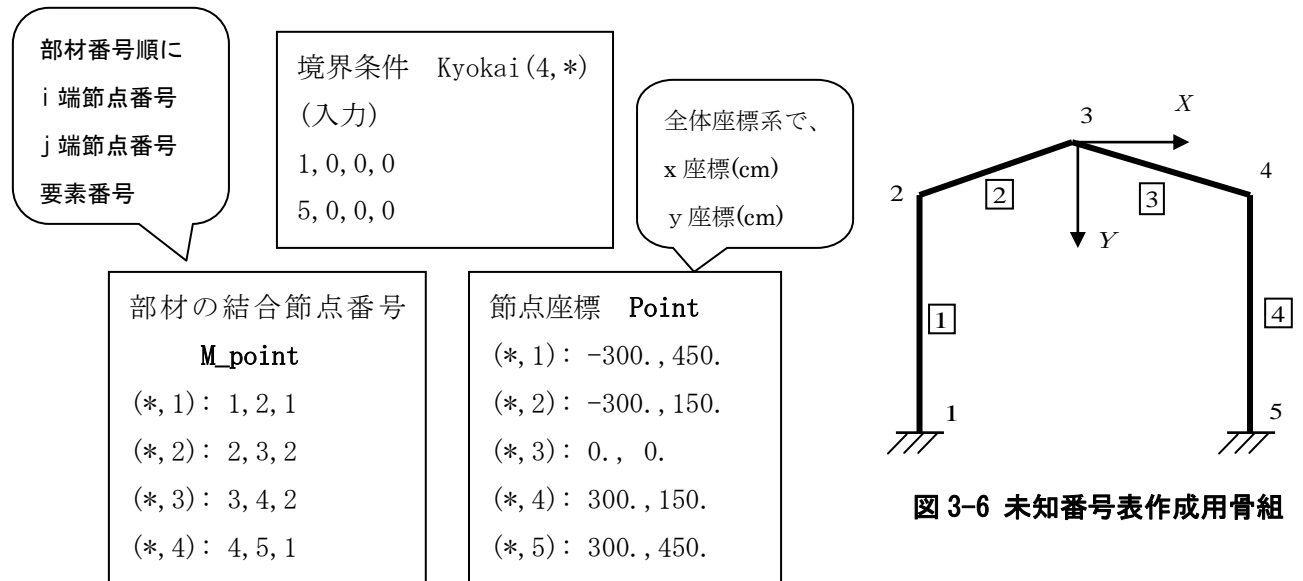 部材番号順に
i 端節点番号
j 端節点番号
要素番号
境界条件　Kyokai(4,*)
(入力)
1,0,0,0
5,0,0,0
全体座標系で、
x 座標(cm)
y 座標(cm)
部材の結合節点番号
M_point
(*,1): 1,2,1
(*,2): 2,3,2
(*,3): 3,4,2
(*,4): 4,5,1
節点座標　Point
(*,1): -300.,450.
(*,2): -300.,150.
(*,3): 0., 0.
(*,4): 300.,150.
(*,5): 300.,450.
X
3
4
2
2
3
Y
1
4
1
5
図 3-6 未知番号表作成用骨組